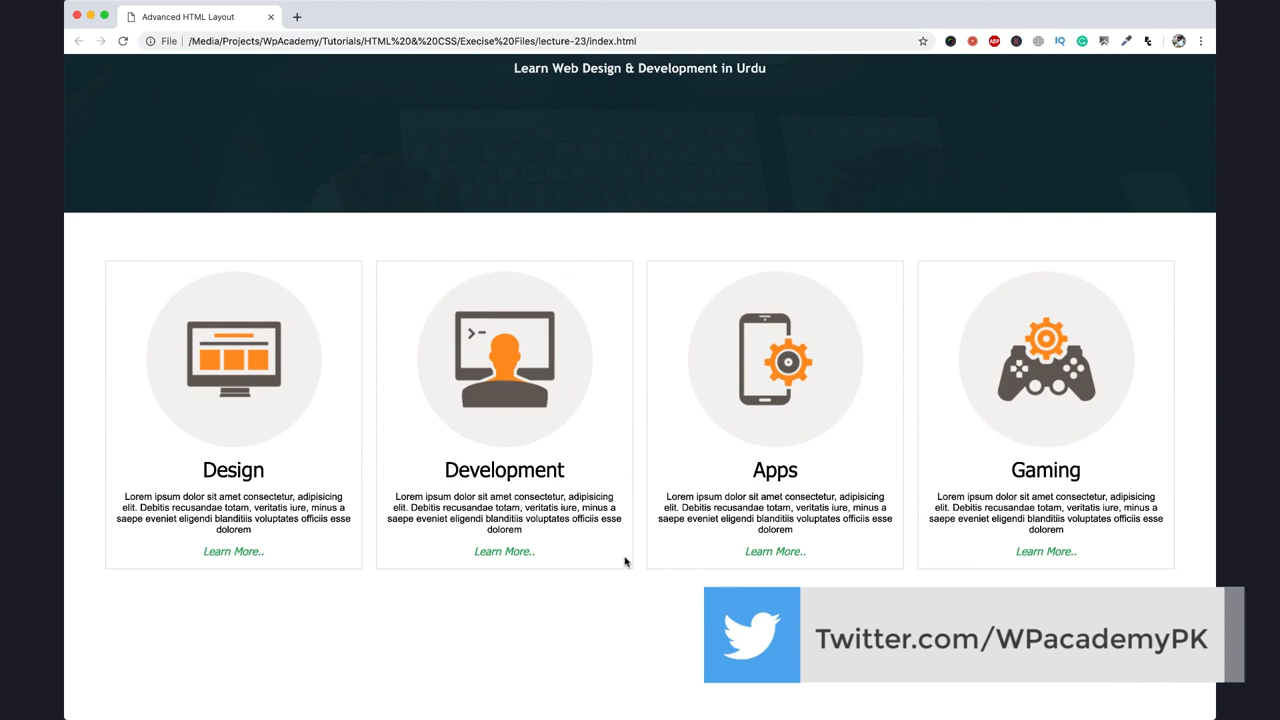 Advanced HTML Layout
File
/Media/Projects/WpAcademy/Tutorials/HTML%20&%20CSS/Execise%20Files/lecture-23/index.html
ABP
IQ
Learn Web Design & Development in Urdu
Design
Lorem ipsum dolor sit amet consectetur, adipisicing
elit. Debitis recusandae totam, veritatis iure, minus a
saepe eveniet eligendi blanditiis voluptates officiis esse
dolorem
Learn More..
Development
Lorem ipsum dolor sit amet consectetur, adipisicing
elit. Debitis recusandae totam, veritatis iure, minus a
saepe eveniet eligendi blanditiis voluptates officiis esse
dolorem
Learn More..
Apps
Lorem ipsum dolor sit amet consectetur, adipisicing
elit. Debitis recusandae totam, veritatis iure, minus a
saepe eveniet eligendi blanditiis voluptates officiis esse
dolorem
Learn More..
Gaming
Lorem ipsum dolor sit amet consectetur, adipisicing
elit. Debitis recusandae totam, veritatis iure, minus a
saepe eveniet eligendi blanditiis voluptates officiis esse
dolorem
Learn More..
Twitter.com/WPacademyPK